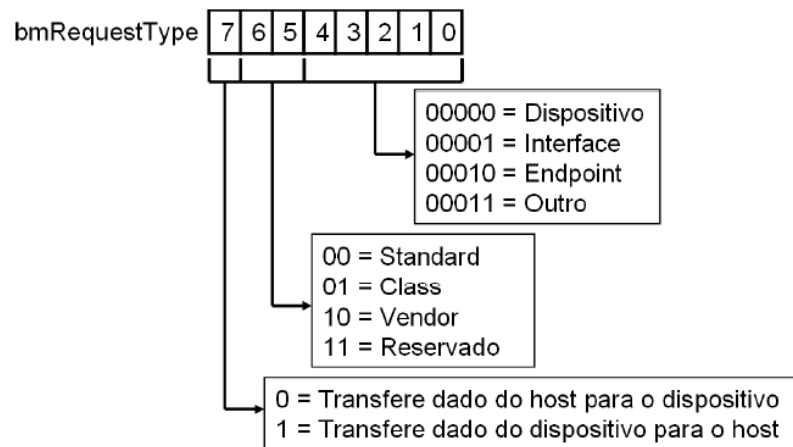 bmRequestType 7 6 5 4 3 2 1 0
00000 = Dispositivo
00001 = Interface
00010 = Endpoint
00011 = Outro
00 = Standard
01 = Class
10 = Vendor
11 = Reservado
0 = Transfere dado do host para o dispositivo
1 = Transfere dado do dispositivo para o host